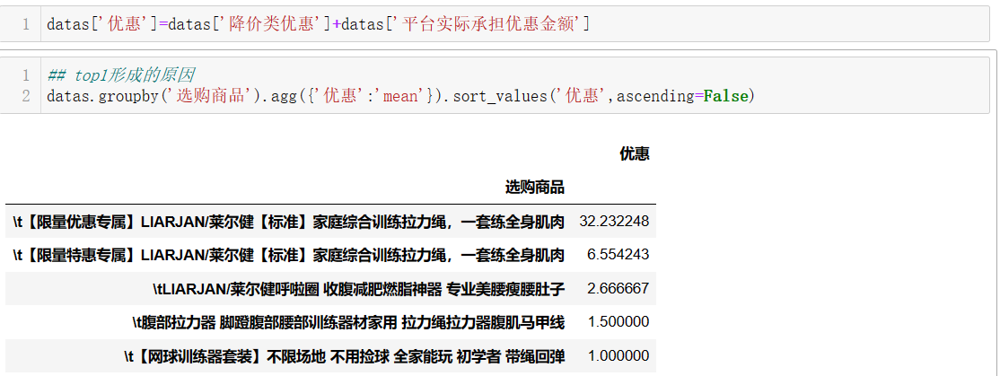 1 datas['优惠']=datas['降价类优惠']+datas['平台实际承担优惠金额']
1 ## top1形成的原因
2 datas.groupby('选购商品').agg({'优惠':'mean'}).sort_values('优惠',ascending=False)
优惠
选购商品
\t【限量优惠专属】LIARJAN/莱尔健【标准】家庭综合训练拉力绳，一套练全身肌肉 32.232248
\t【限量特惠专属】LIARJAN/莱尔健【标准】家庭综合训练拉力绳，一套练全身肌肉 6.554243
\tLIARJAN/莱尔健呼啦圈 收腹减肥燃脂神器 专业美腰瘦腰肚子 2.666667
\t腹部拉力器 脚蹬腹部腰部训练器材家用 拉力绳拉力器腹肌马甲线 1.500000
\t【网球训练器套装】不限场地 不用捡球 全家能玩 初学者 带绳回弹 1.000000